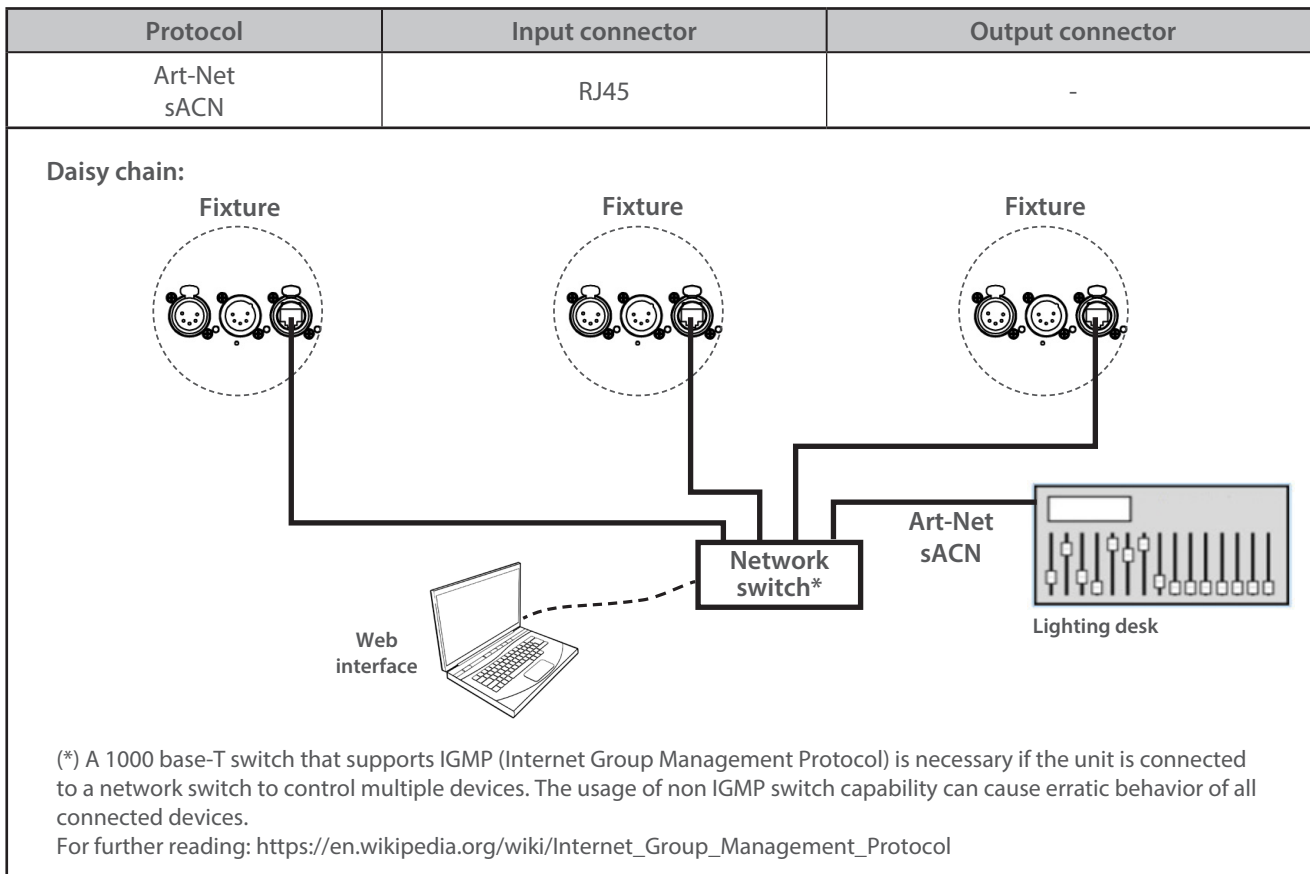 Protocol Input connector Output connector
Art-Net
sACN
RJ45
-
Daisy chain:
Fixture Fixture Fixture
Art-Net
sACN
Network
switch*
Lighting desk
Web
interface
(*) A 1000 base-T switch that supports IGMP (Internet Group Management Protocol) is necessary if the unit is connected
to a network switch to control multiple devices. The usage of non IGMP switch capability can cause erratic behavior of all
connected devices.
For further reading: https://en.wikipedia.org/wiki/Internet_Group_Management_Protocol